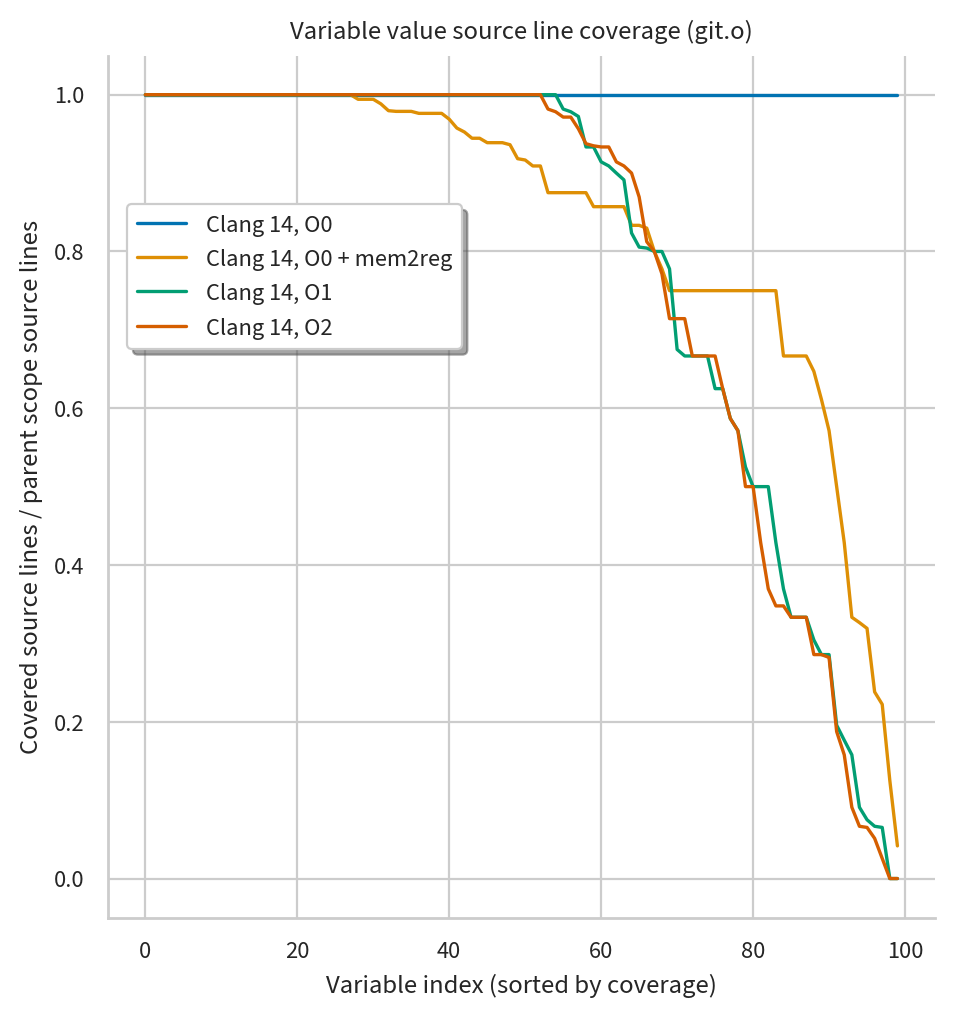 Variable value source line coverage (git.o)
Covered source lines / parent scope source lines
1.0
0.8
0.6
0.4
0.2
0.0
Clang 14, O0
Clang 14, O0 + mem2reg
Clang 14, O1
Clang 14, O2
0 20 40 60 80 100
Variable index (sorted by coverage)